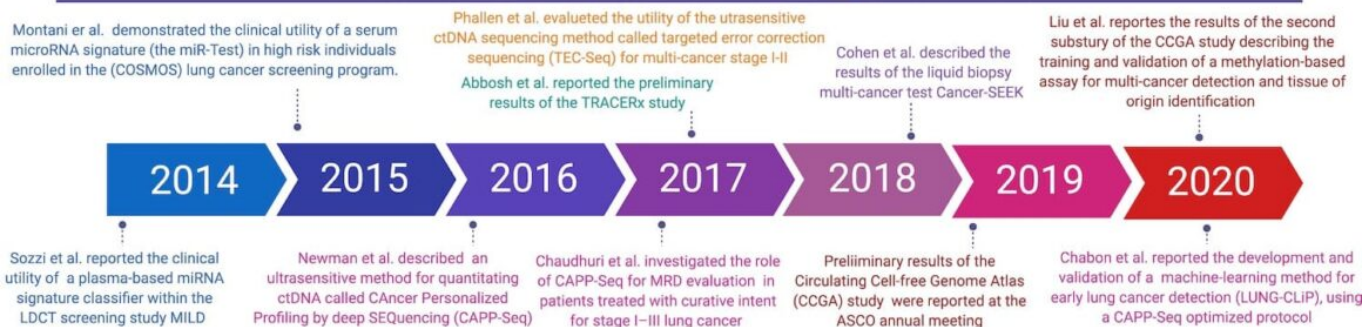 Montani er al. demonstrated the clinical utility of a serum
microRNA signature (the miR-Test) in high risk individuals
enrolled in the (COSMOS) lung cancer screening program.
Phallen et al. evalueted the utility of the utrasensitive
ctDNA sequencing method called targeted error correction
sequencing (TEC-Seq) for multi-cancer stage I-II
Abbosh et al. reported the preliminary
results of the TRACERx study
Cohen et al. described the
results of the liquid biopsy
multi-cancer test Cancer-SEEK
Liu et al. reportes the results of the second
substury of the CCGA study describing the
training and validation of a methylation-based
assay for multi-cancer detection and tissue of
origin identification
2014
2015
2016
2017
2018
2019
2020
Sozzi et al. reported the clinical
utility of a plasma-based miRNA
signature classifier within the
LDCT screening study MILD
Newman et al. described an
ultrasensitive method for quantitating
ctDNA called CAncer Personalized
Profiling by deep SEQuencing (CAPP-Seq)
Chaudhuri et al. investigated the role
of CAPP-Seq for MRD evaluation in
patients treated with curative intent
for stage I–III lung cancer
Preliiminary results of the
Circulating Cell-free Genome Atlas
(CCGA) study were reported at the
ASCO annual meeting
Chabon et al. reported the development and
validation of a machine-learning method for
early lung cancer detection (LUNG-CLiP), using
a CAPP-Seq optimized protocol